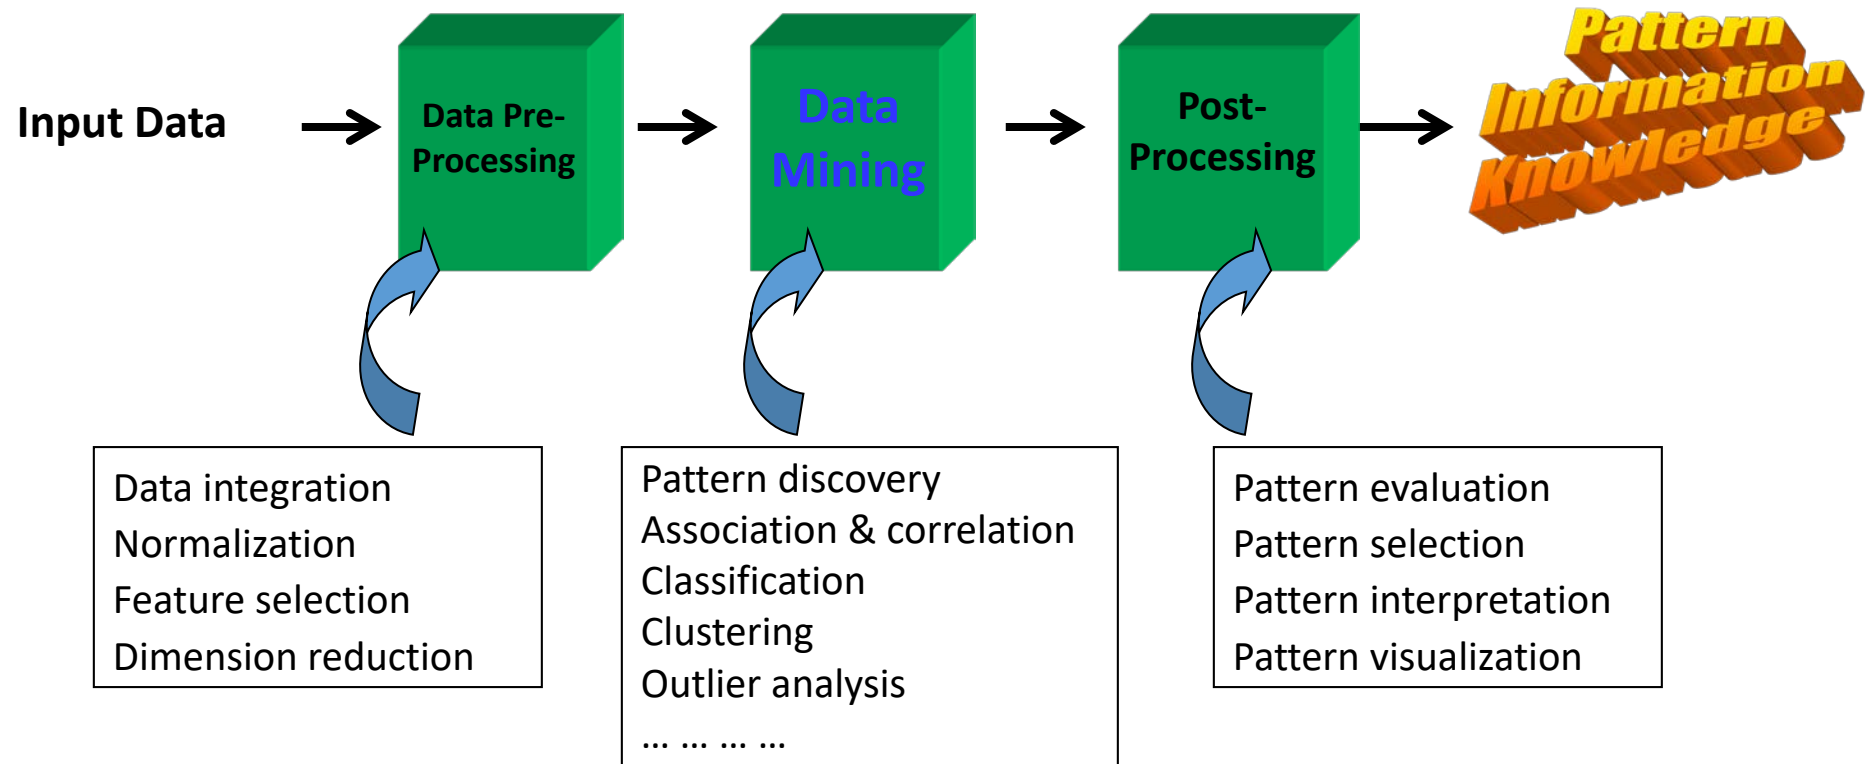 Input Data
Data Pre-
Processing
Data
Mining
Post-
Processing
Pattern
Information
Knowledge
Data integration
Normalization
Feature selection
Dimension reduction
Pattern discovery
Association & correlation
Classification
Clustering
Outlier analysis
… … … …
Pattern evaluation
Pattern selection
Pattern interpretation
Pattern visualization